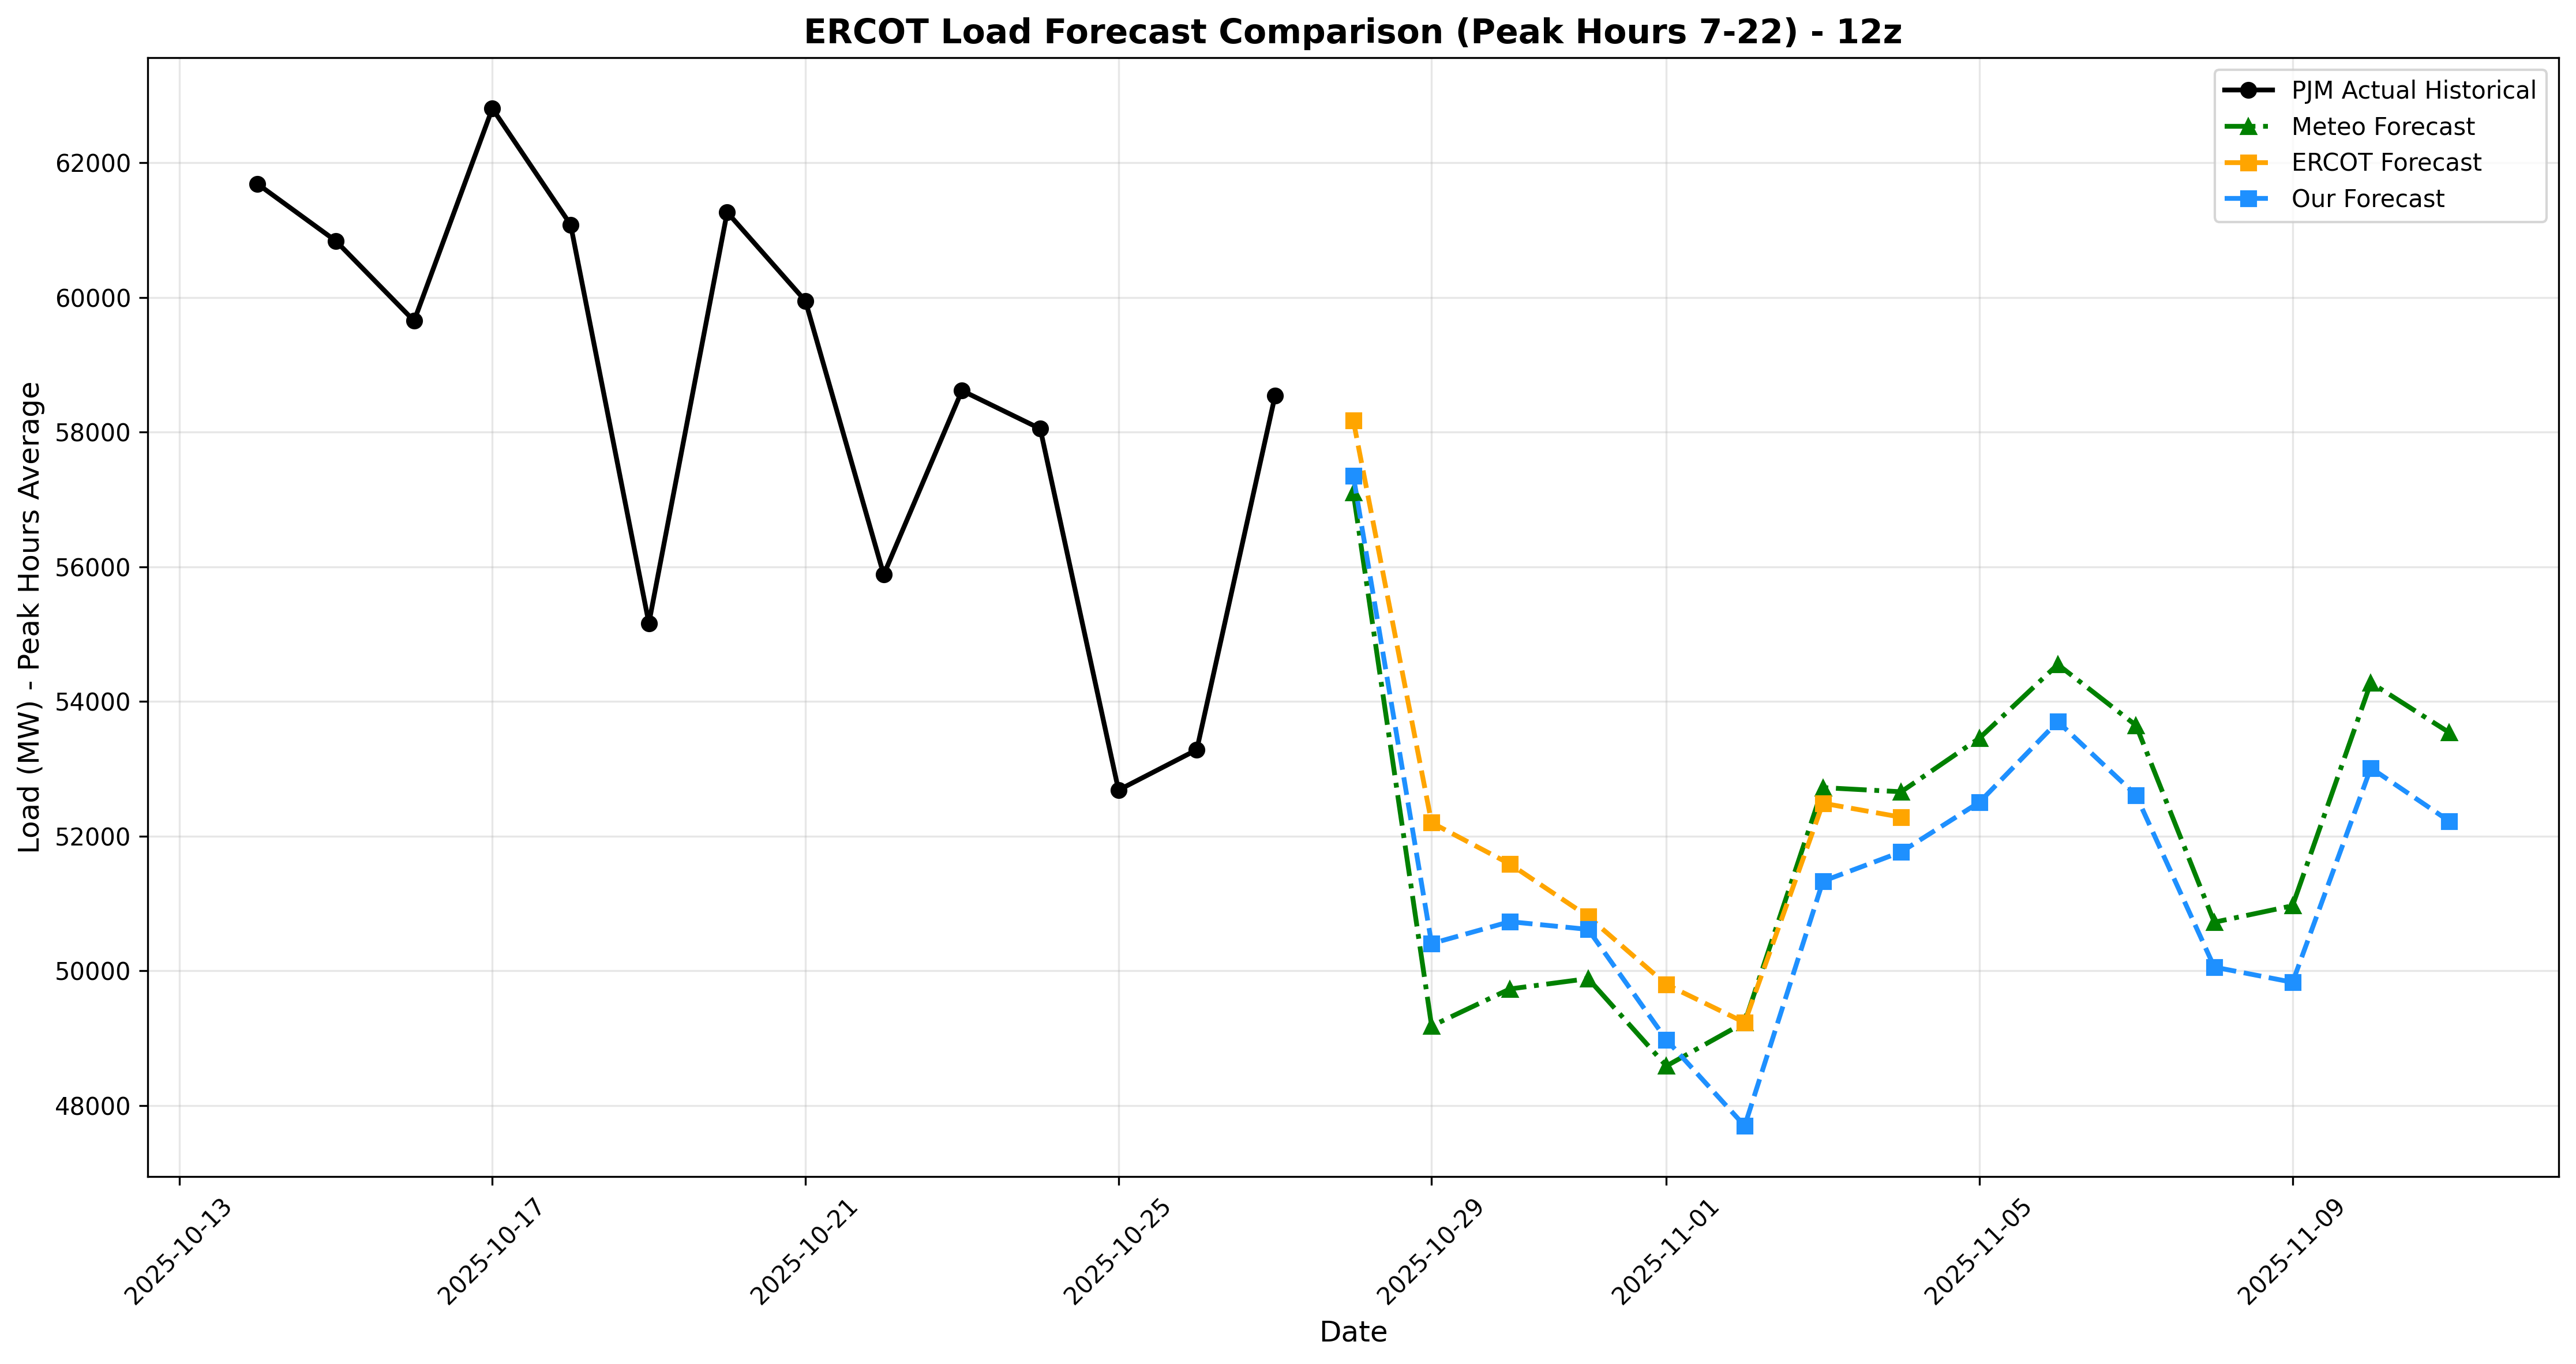 ERCOT Load Forecast Comparison (Peak Hours 7-22) - 12z
PJM Actual Historical
Meteo Forecast
ERCOT Forecast
Our Forecast
Load (MW) - Peak Hours Average
62000
60000
58000
56000
54000
52000
50000
48000
2025-10-13
2025-10-17
2025-10-21
2025-10-25
2025-10-29
2025-11-01
2025-11-05
2025-11-09
Date